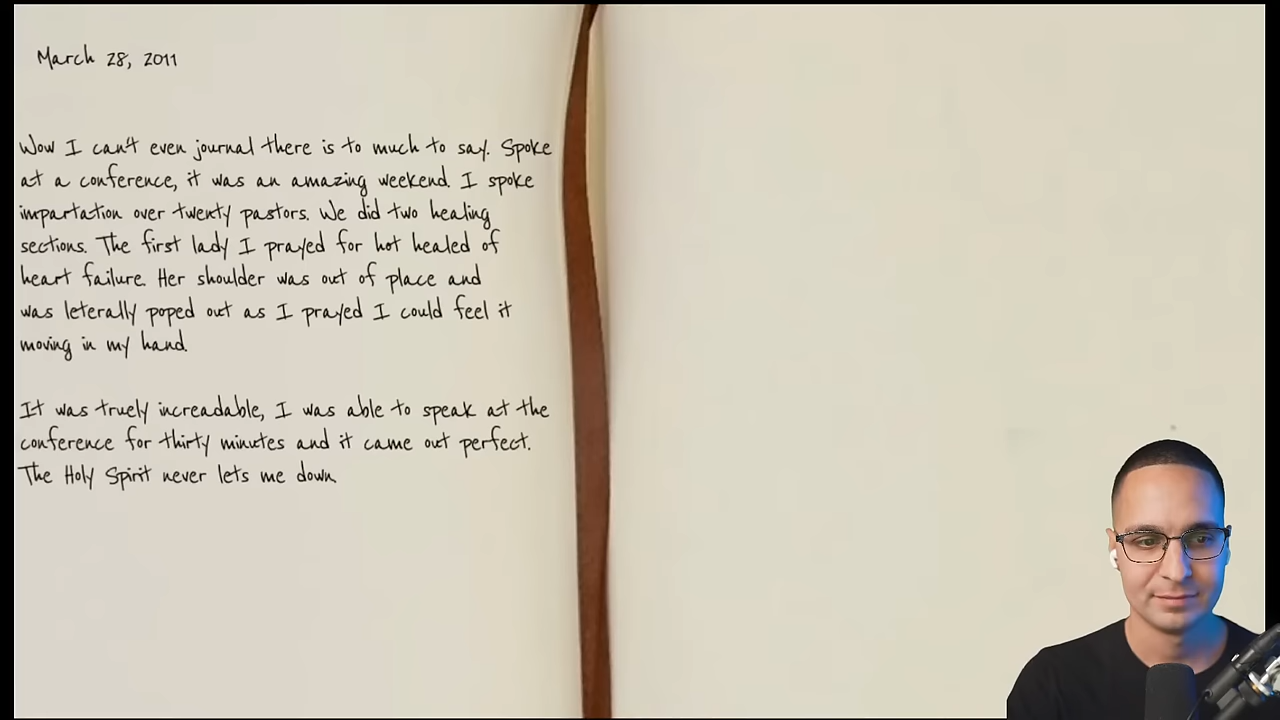 March 28, 2011
Wow I can't even journal there is to much to say. Spoke
at a conference, it was an amazing weekend. I spoke
impartation over twenty pastors. We did two healing
sections. The first lady I prayed for hot healed of
heart failure. Her shoulder was out of place and
was leterally poped out as I prayed I could feel it
moving in my hand.
It was truely increadable, I was able to speak at the
conference for thirty minutes and it came out perfect.
The Holy Spirit never lets me down.